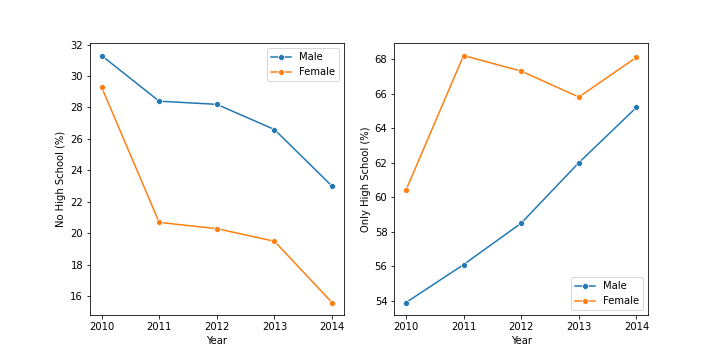 No High School (%)
32
30
28
26
24
22
20
18
16
2010 2011 2012 2013 2014
Year
Male
Female
Only High School (%)
68
66
64
62
60
58
56
54
2010 2011 2012 2013 2014
Year
Male
Female